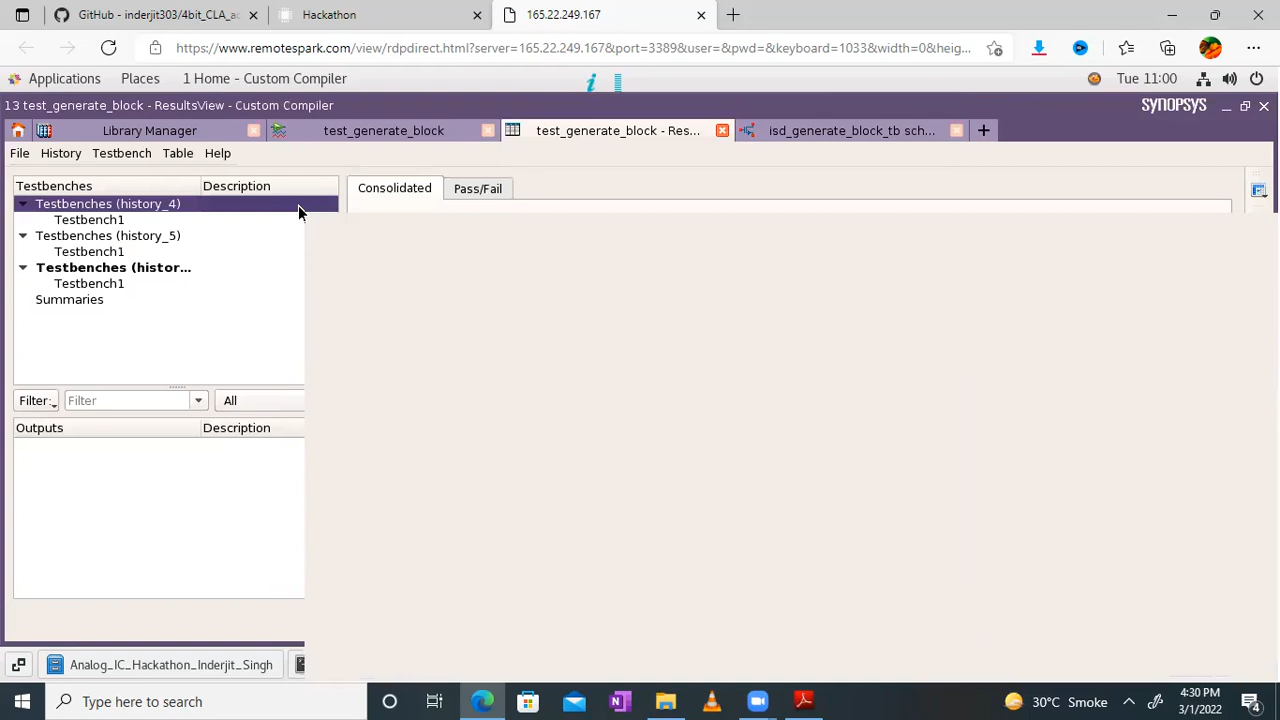 GitHub - inderjit303/4bit_CLA_ac
Hackathon
165.22.249.167
https://www.remotespark.com/view/rdpdirect.html?server=165.22.249.167&port=3389&user=&pwd=&keyboard=1033&width=0&heig...
Applications Places 1 Home - Custom Compiler
Tue 11:00
13 test_generate_block - ResultsView - Custom Compiler
SYNOPSYS
Library Manager
test_generate_block
test_generate_block - Res...
isd_generate_block_tb sch...
File History Testbench Table Help
Testbenches Description
Consolidated Pass/Fail
Testbenches (history_4)
Testbench1
Testbenches (history_5)
Testbench1
Testbenches (histor...
Testbench1
Summaries
Filter: Filter All
Outputs Description
Analog_IC_Hackathon_Inderjit_Singh
Type here to search
30°C Smoke
4:30 PM
3/1/2022
4